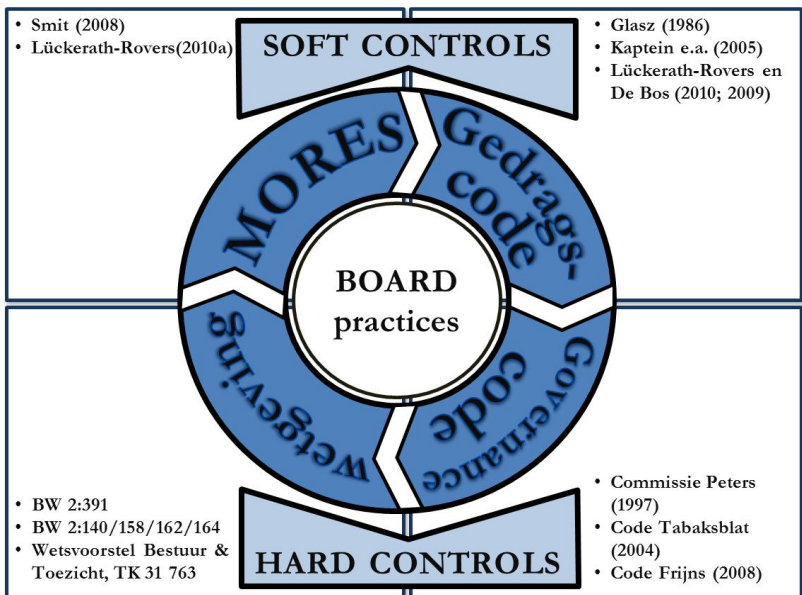 • Smit (2008)
• Lückerath-Rovers(2010a)
SOFT CONTROLS
• Glasz (1986)
• Kaptein e.a. (2005)
• Lückerath-Rovers en
De Bos (2010; 2009)
MORES
Gedrags-
code
BOARD
practices
wetgeving
Governance
code
• BW 2:391
• BW 2:140/158/162/164
• Wetsvoorstel Bestuur &
Toezicht, TK 31 763
HARD CONTROLS
• Commissie Peters
(1997)
• Code Tabaksblat
(2004)
• Code Frijns (2008)